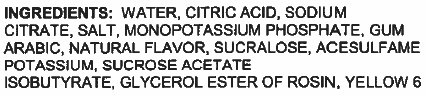 INGREDIENTS: WATER, CITRIC ACID, SODIUM
CITRATE, SALT, MONOPOTASSIUM PHOSPHATE, GUM
ARABIC, NATURAL FLAVOR, SUCRALOSE, ACESULFAME
POTASSIUM, SUCROSE ACETATE
ISOBUTYRATE, GLYCEROL ESTER OF ROSIN, YELLOW 6